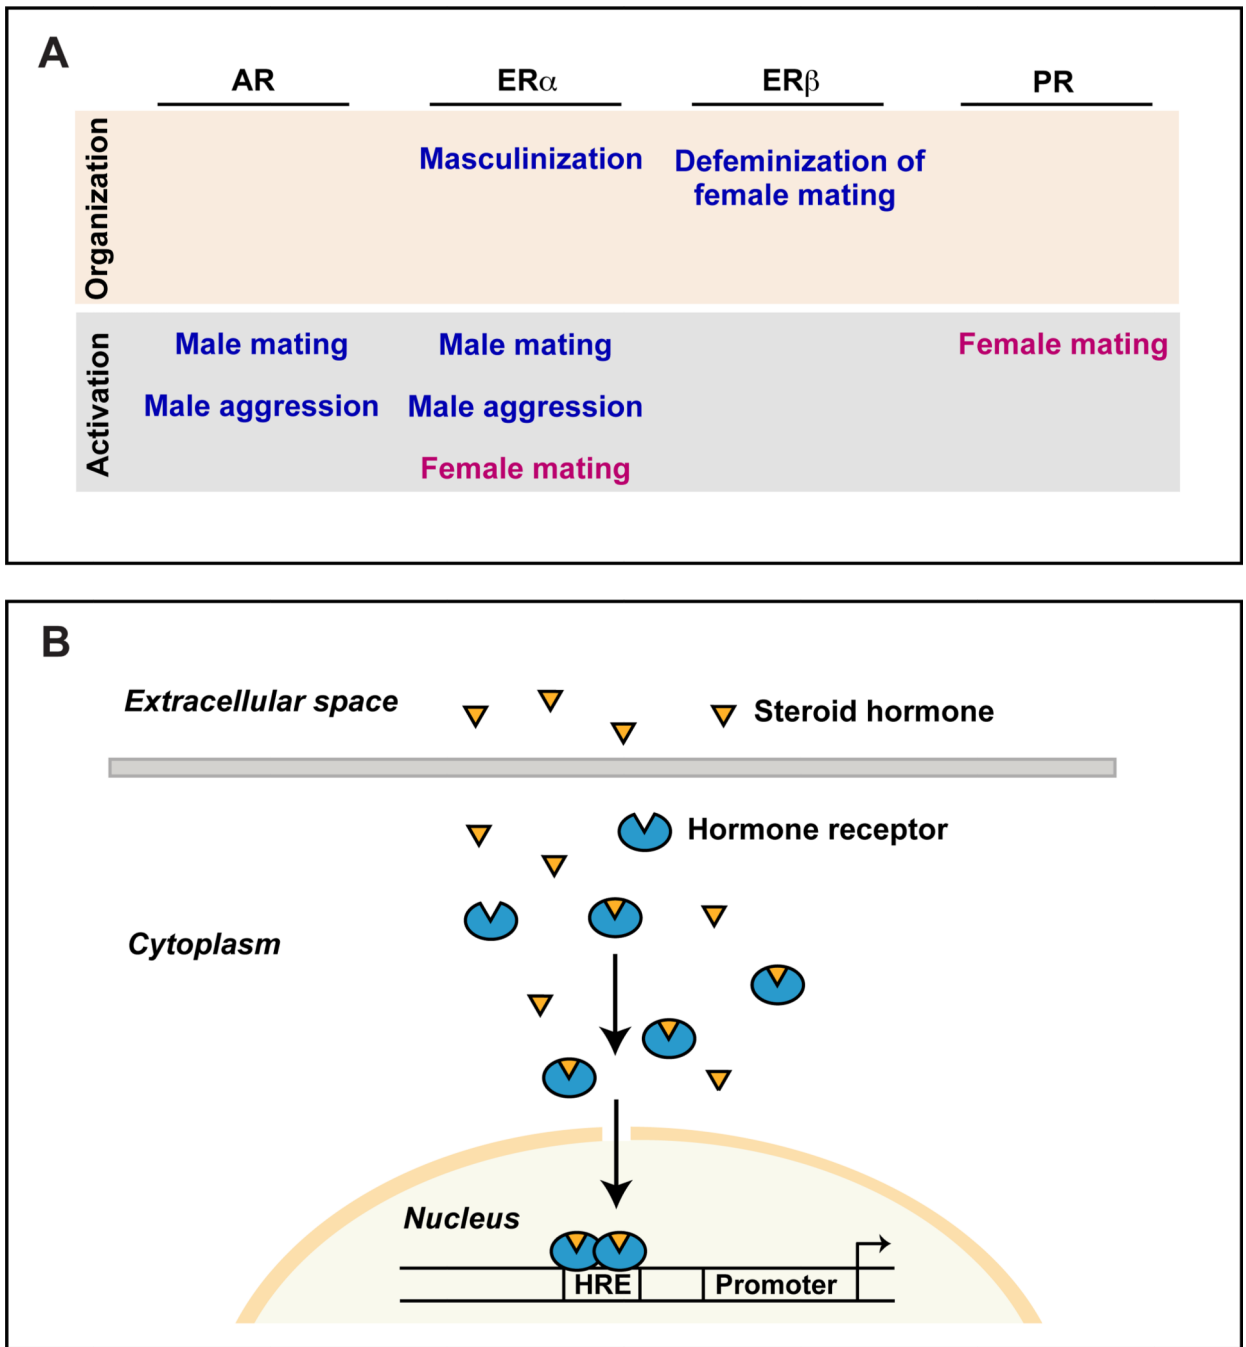 A
AR
ERα
ERβ
PR
Organization
Masculinization
Defeminization of
female mating
Activation
Male mating
Male mating
Female mating
Male aggression
Male aggression
Female mating
B
Extracellular space
Steroid hormone
Hormone receptor
Cytoplasm
Nucleus
HRE
Promoter